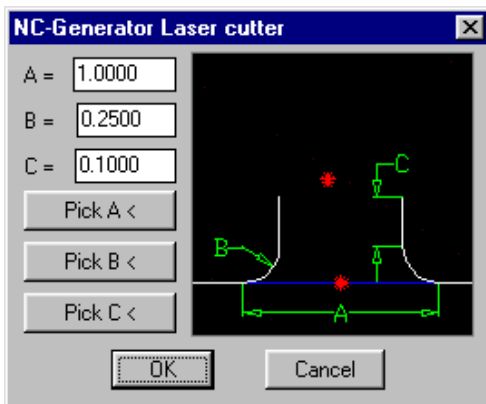 NC-Generator Laser cutter
A = 1.0000
B = 0.2500
C = 0.1000
Pick A <
Pick B <
Pick C <
C
B
A
OK
Cancel